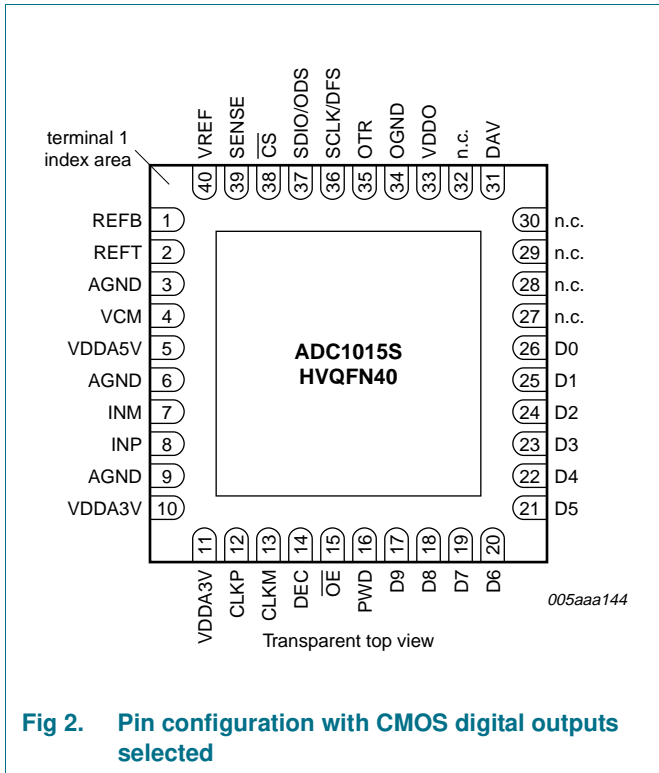 terminal 1
index area
VREF
SENSE
C̅S̅
SDIO/ODS
SCLK/DFS
OTR
OGND
VDDO
n.c.
DAV
40
39
38
37
36
35
34
33
32
31
REFB 1
REFT 2
AGND 3
VCM 4
VDDA5V 5
AGND 6
INM 7
INP 8
AGND 9
VDDA3V 10
ADC1015S
HVQFN40
30 n.c.
29 n.c.
28 n.c.
27 n.c.
26 D0
25 D1
24 D2
23 D3
22 D4
21 D5
11
12
13
14
15
16
17
18
19
20
VDDA3V
CLKP
CLKM
DEC
O̅E̅
PWD
D9
D8
D7
D6
005aaa144
Transparent top view
Fig 2. Pin configuration with CMOS digital outputs
selected